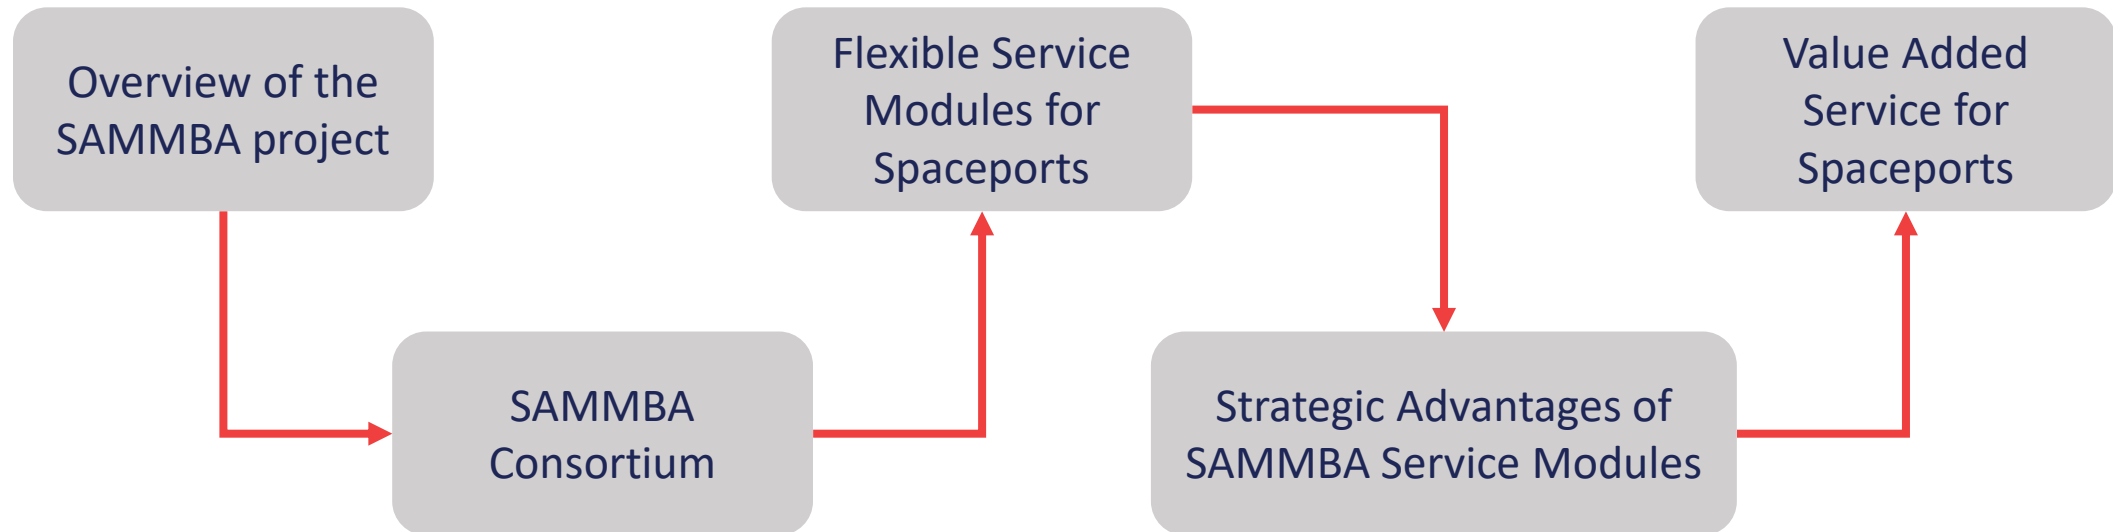 Overview of the
SAMMBA project
SAMMBA
Consortium
Flexible Service
Modules for
Spaceports
Strategic Advantages of
SAMMBA Service Modules
Value Added
Service for
Spaceports